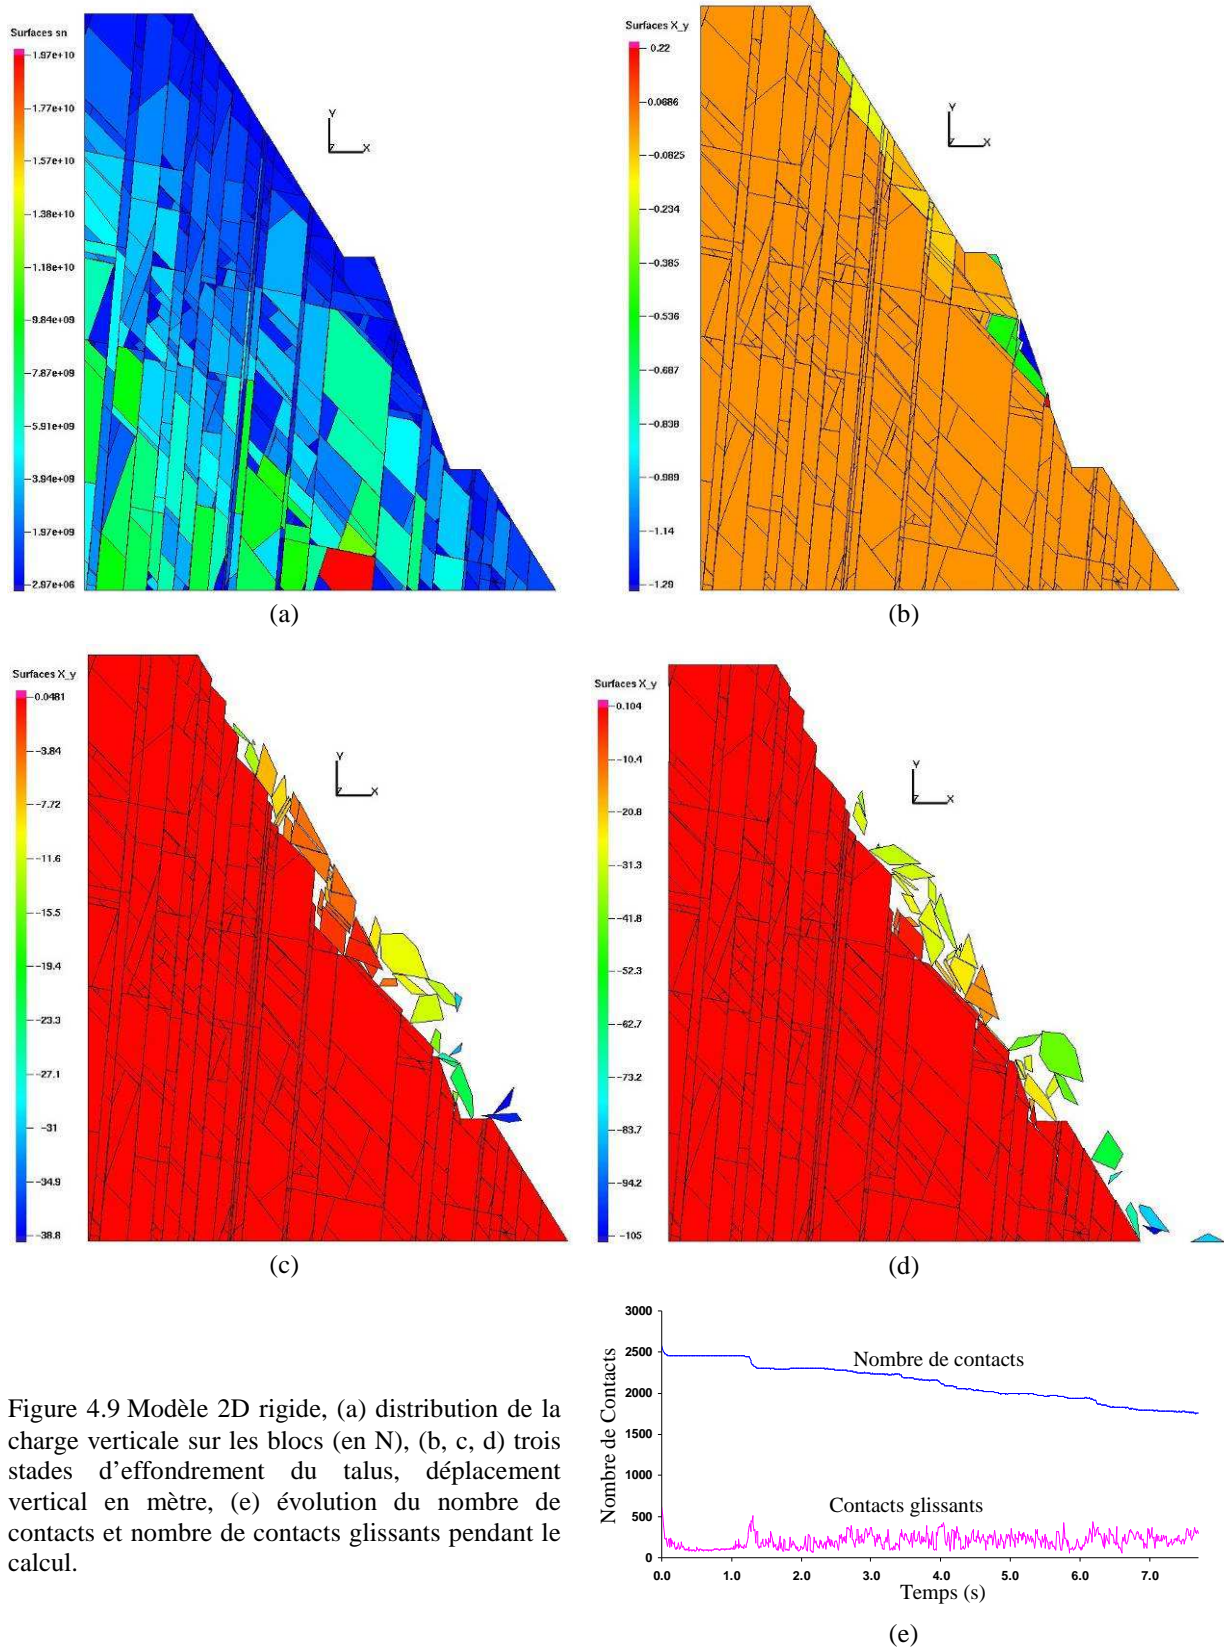 Surfaces sn
1.97e+10
1.77e+10
1.57e+10
1.38e+10
1.18e+10
9.84e+09
7.87e+09
5.91e+09
3.94e+09
1.97e+09
2.97e+06
Y
Z
X
(a)
Surfaces X_y
0.22
0.0686
-0.0825
-0.234
-0.385
-0.536
-0.687
-0.838
-0.989
-1.14
-1.29
Y
Z
X
(b)
Surfaces X_y
0.0481
-3.84
-7.72
-11.6
-15.5
-19.4
-23.3
-27.1
-31
-34.9
-38.8
Y
Z
X
(c)
Surfaces X_y
0.104
-10.4
-20.8
-31.3
-41.8
-52.3
-62.7
-73.2
-83.7
-94.2
-105
Y
Z
X
(d)
Figure 4.9 Modèle 2D rigide, (a) distribution de la
charge verticale sur les blocs (en N), (b, c, d) trois
stades d'effondrement du talus, déplacement
vertical en mètre, (e) évolution du nombre de
contacts et nombre de contacts glissants pendant le
calcul.
Nombre de Contacts
3000
2500
2000
1500
1000
500
0
Nombre de contacts
Contacts glissants
0.0 1.0 2.0 3.0 4.0 5.0 6.0 7.0
Temps (s)
(e)